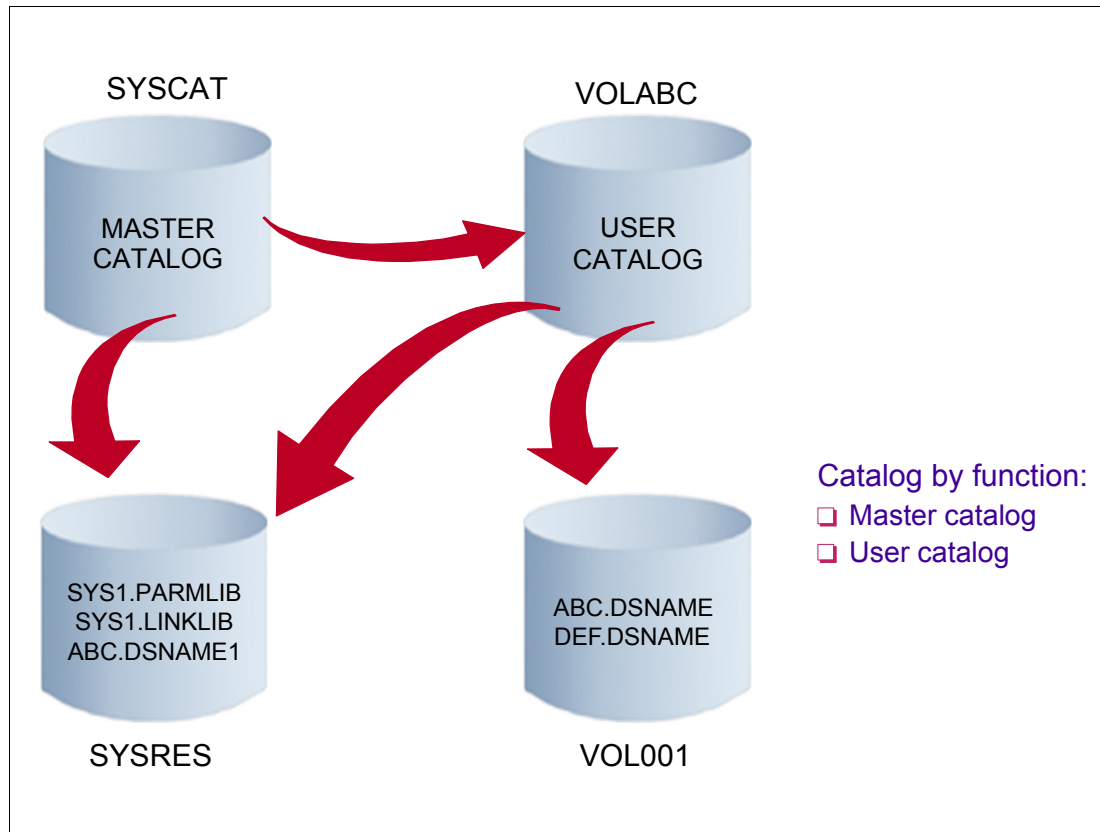 SYSCAT
VOLABC
MASTER
CATALOG
USER
CATALOG
SYS1.PARMLIB
SYS1.LINKLIB
ABC.DSNAME1
ABC.DSNAME
DEF.DSNAME
Catalog by function:
Master catalog
User catalog
SYSRES
VOL001